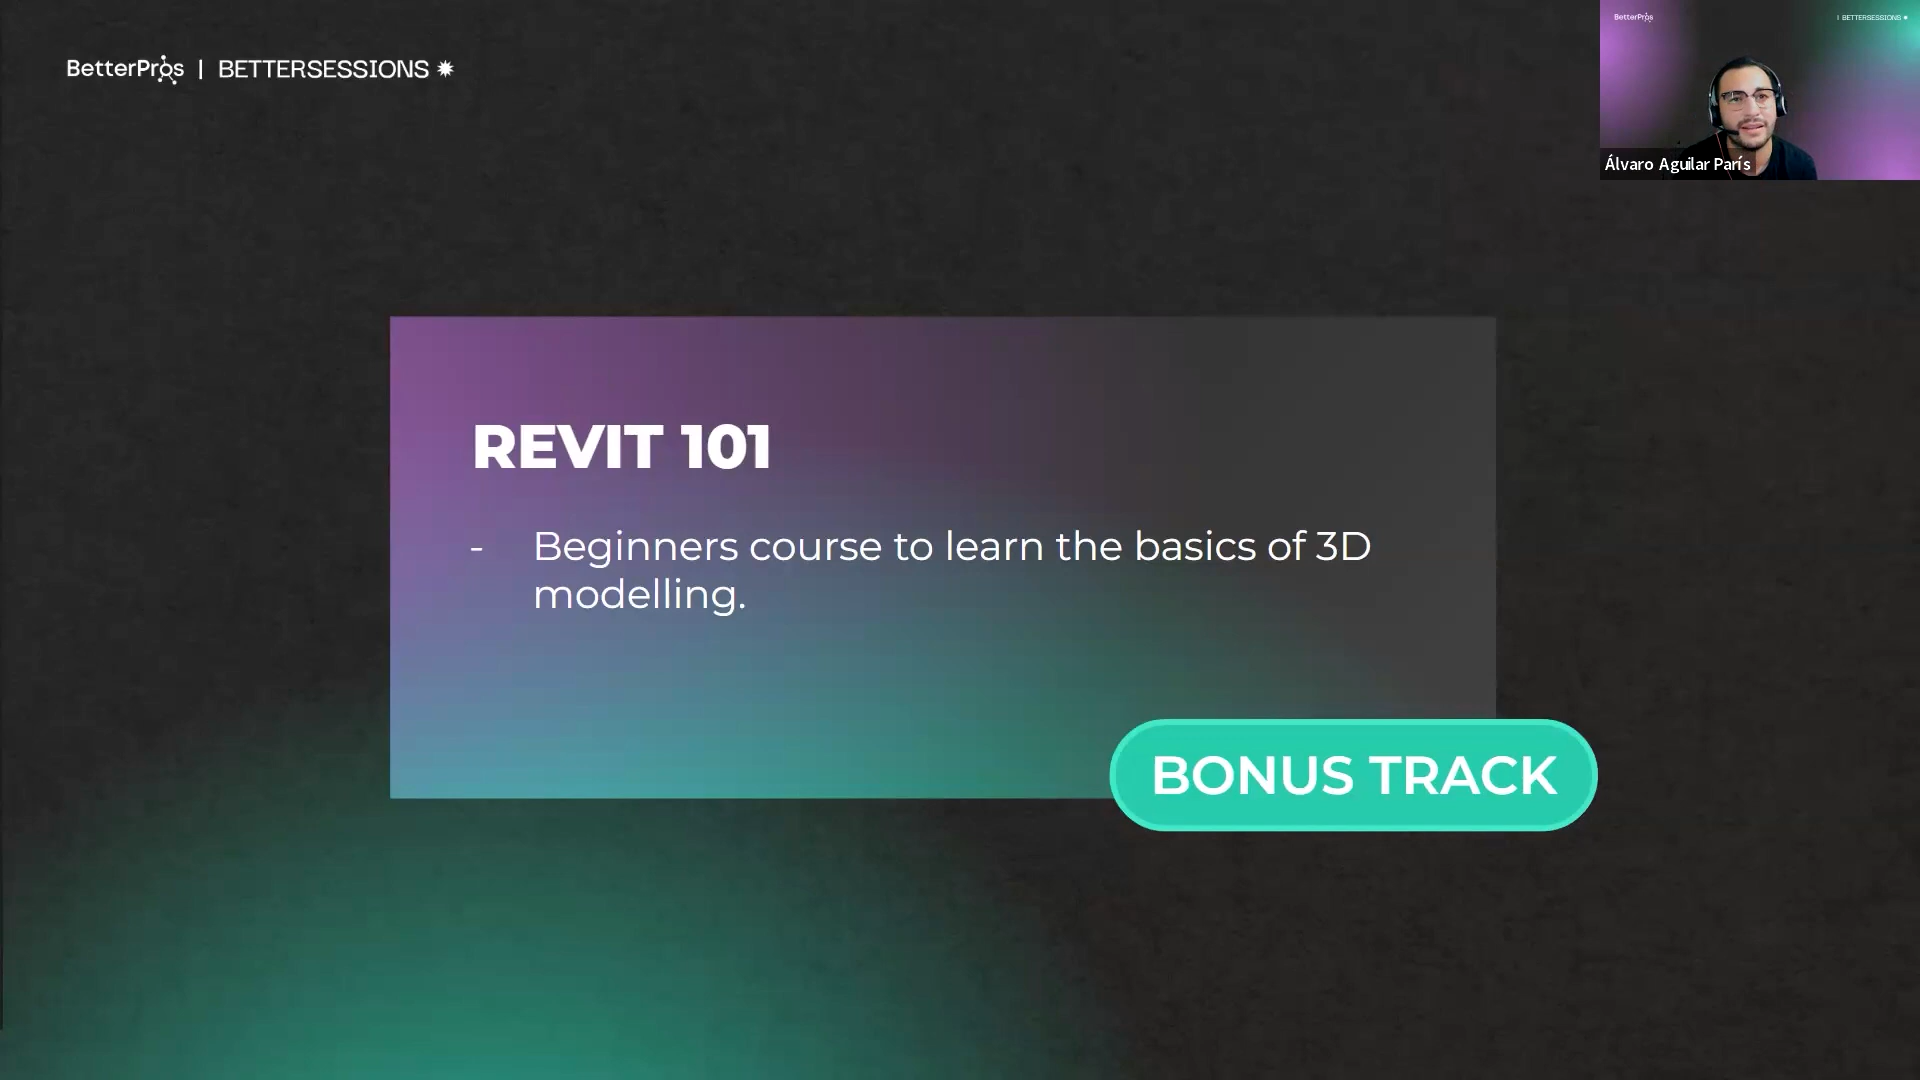 BetterPros | BETTERSESSIONS
BetterPros
| BETTERSESSIONS
Álvaro Aguilar París
REVIT 101
- Beginners course to learn the basics of 3D
modelling.
BONUS TRACK